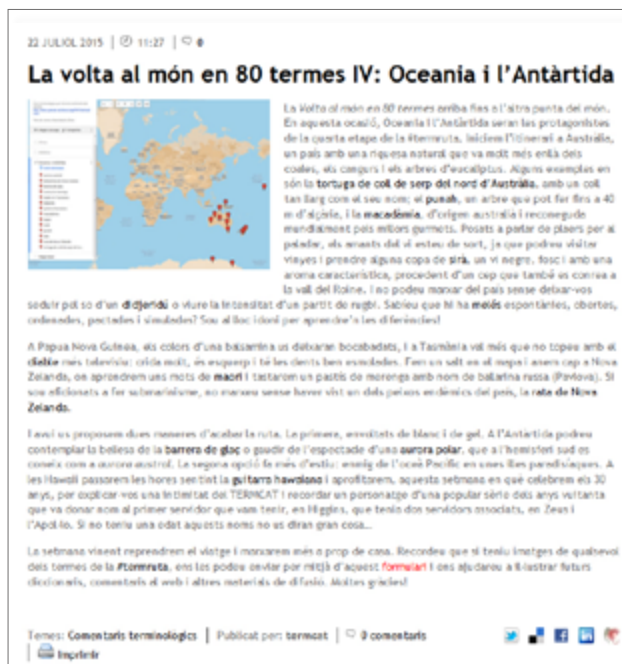 22 JULIOL 2015 | 11:27 | 0
La volta al món en 80 termes IV: Oceania i l'Antàrtida
La Volta al món en 80 termes arriba fins a l'altra punta del món.
En aquesta ocasió, Oceania i l'Antàrtida seran les protagonistes
de la quarta etapa de la #termruta. Iniciem l'itinerari a Austràlia,
un país amb una riquesa natural que va molt més enllà dels
coales, els cangurs i els arbres d'eucaliptus. Alguns exemples en
són la tortuga de coll de serp del nord d'Austràlia, amb un coll
tan llarg com el seu nom; el punah, un arbre que pot fer fins a 40
m d'alçària, i la macadàmia, d'origen australià i reconeguda
mundialment pels millors gurmets. Posats a parlar de plaers per al
paladar, els amants del vi esteu de sort, ja que podreu visitar
vinyes i prendre alguna copa de sirà, un vi negre, fosc i amb una
aroma característica, procedent d'un cep que també es conrea a
la vall del Roine. I no podeu marxar del país sense deixar-vos
seduir pel so d'un didjeridú o viure la intensitat d'un partit de rugbi. Sabíeu que hi ha melés espontànies, obertes,
ordenades, pactades i simulades? Sou al lloc idoni per aprendre'n les diferències!
A Papua Nova Guinea, els colors d'una balsamina us deixaran bocabadats, i a Tasmània val més que no topeu amb el
diable més televisiu: crida molt, és esquerp i té les dents ben esmolades. Fem un salt en el mapa i anem cap a Nova
Zelanda, on aprendrem uns mots de maori i tastarem un pastís de merenga amb nom de ballarina russa (Pavlova). Si
sou aficionats a fer submarinisme, no marxeu sense haver vist un dels peixos endèmics del país, la rata de Nova
Zelanda.
I avui us proposem dues maneres d'acabar la ruta. La primera, envoltats de blanc i de gel. A l'Antàrtida podreu
contemplar la bellesa de la barrera de glaç o gaudir de l'espectacle d'una aurora polar, que a l'hemisferi sud es
coneix com a aurora austral. La segona opció fa més d'estiu: enmig de l'oceà Pacífic en unes illes paradisíaques. A
les Hawaii passarem les hores sentint la guitarra hawaiana i aprofitarem, aquesta setmana en què celebrem els 30
anys, per explicar-vos una intimitat del TERMCAT i recordar un personatge d'una popular sèrie dels anys vuitanta
que va donar nom al primer servidor que vam tenir, en Higgins, que tenia dos servidors associats, en Zeus i
l'Apol·lo. Si no teniu una edat aquests noms no us diran gran cosa...
La setmana vinent reprendrem el viatge i marxarem més a prop de casa. Recordeu que si teniu imatges de qualsevol
dels termes de la #termruta, ens les podeu enviar per mitjà d'aquest formulari i ens ajudareu a il·lustrar futurs
diccionaris, comentaris al web i altres materials de difusió. Moltes gràcies!
Temes: Comentaris terminològics | Publicat per: termcat | 0 comentaris
| Imprimir